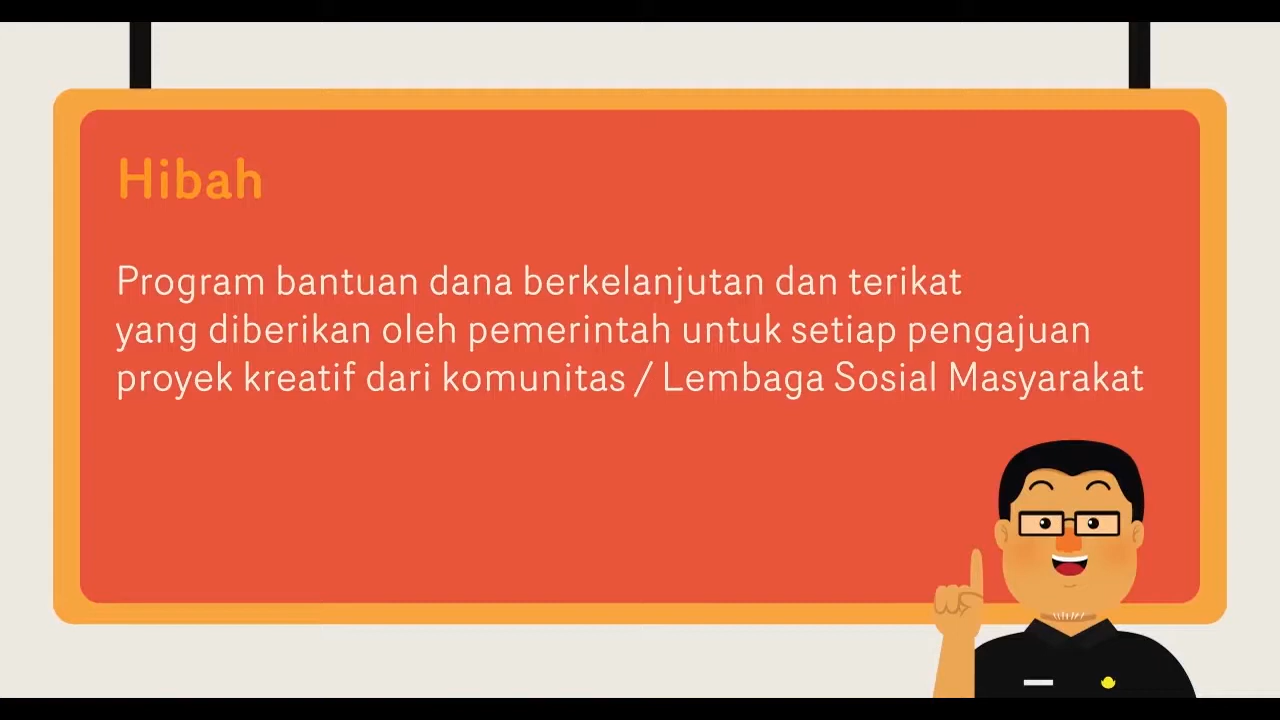 Hibah
Program bantuan dana berkelanjutan dan terikat
yang diberikan oleh pemerintah untuk setiap pengajuan
proyek kreatif dari komunitas / Lembaga Sosial Masyarakat